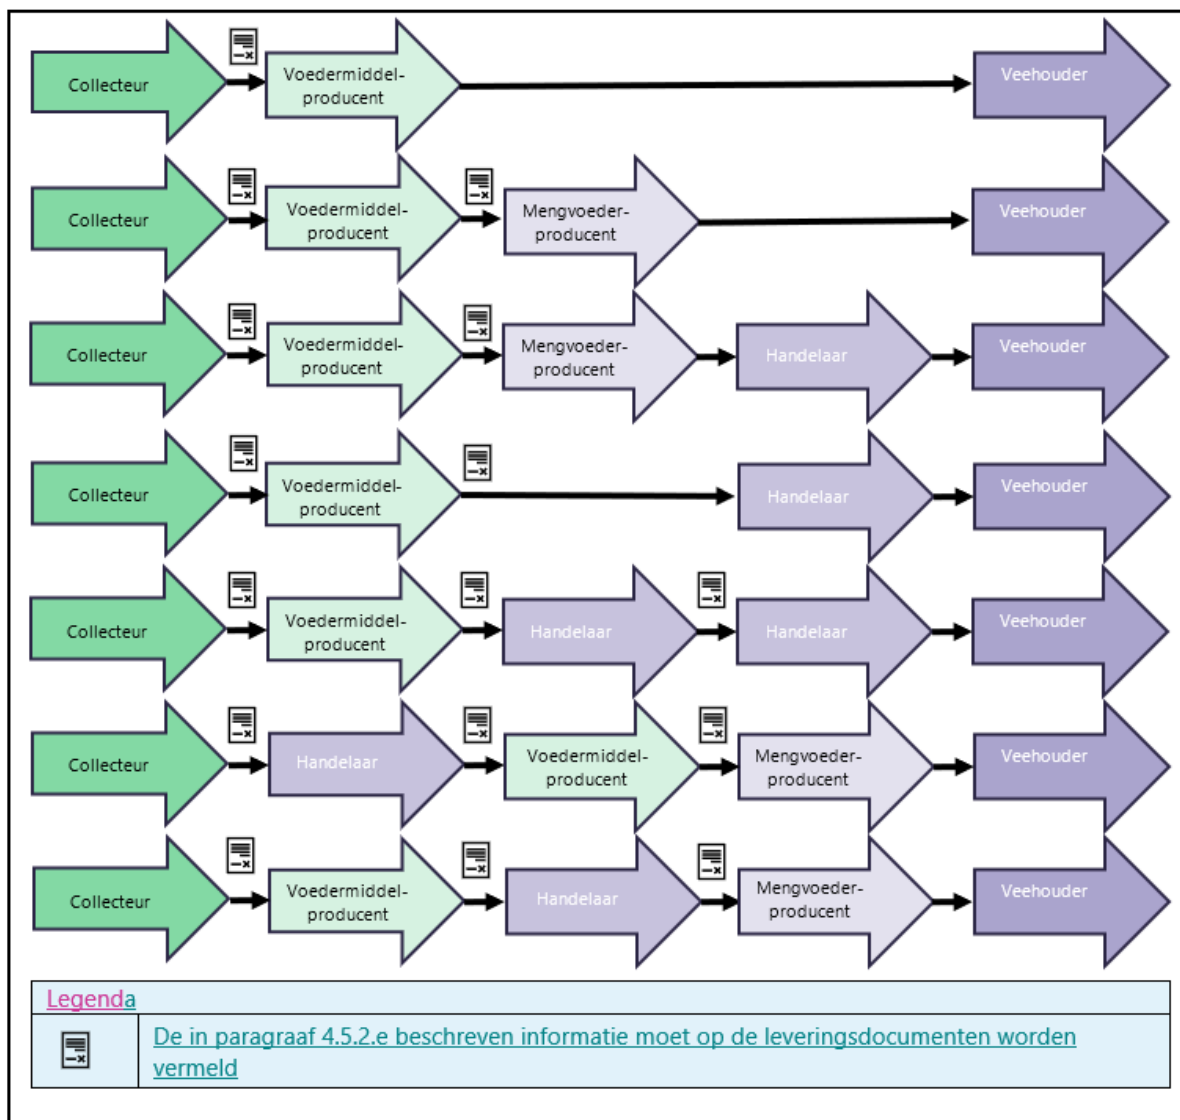 Collecteur
Voedermiddel-
producent
Veehouder
Collecteur
Voedermiddel-
producent
Mengvoeder-
producent
Veehouder
Collecteur
Voedermiddel-
producent
Mengvoeder-
producent
Handelaar
Veehouder
Collecteur
Voedermiddel-
producent
Handelaar
Veehouder
Collecteur
Voedermiddel-
producent
Handelaar
Handelaar
Veehouder
Collecteur
Handelaar
Voedermiddel-
producent
Mengvoeder-
producent
Veehouder
Collecteur
Voedermiddel-
producent
Handelaar
Mengvoeder-
producent
Veehouder
Legenda
De in paragraaf 4.5.2.e beschreven informatie moet op de leveringsdocumenten worden
vermeld